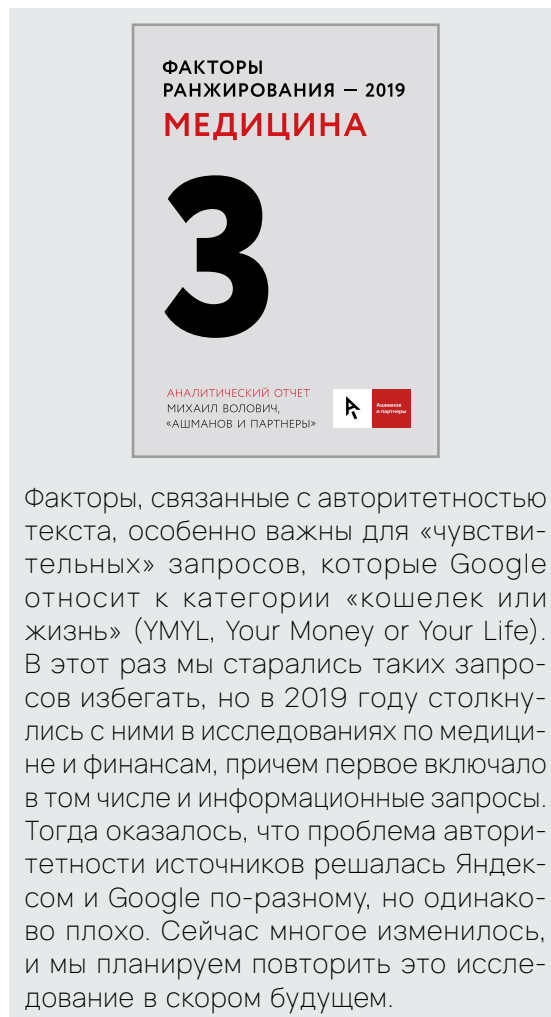 ФАКТОРЫ
РАНЖИРОВАНИЯ — 2019
МЕДИЦИНА
3
АНАЛИТИЧЕСКИЙ ОТЧЕТ
МИХАИЛ ВОЛОВИЧ,
«АШМАНОВ И ПАРТНЕРЫ»
Ашманов
и партнеры
Факторы, связанные с авторитетностью
текста, особенно важны для «чувстви-
тельных» запросов, которые Google
относит к категории «кошелек или
жизнь» (YMYL, Your Money or Your Life).
В этот раз мы старались таких запро-
сов избегать, но в 2019 году столкну-
лись с ними в исследованиях по медици-
не и финансам, причем первое включало
в том числе и информационные запросы.
Тогда оказалось, что проблема автори-
тетности источников решалась Яндек-
сом и Google по-разному, но одинако-
во плохо. Сейчас многое изменилось,
и мы планируем повторить это иссле-
дование в скором будущем.